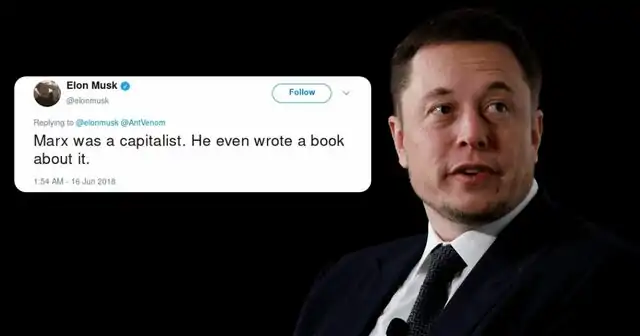 Elon Musk
Follow
@elonmusk
Replying to @elonmusk @AntVenom
Marx was a capitalist. He even wrote a book
about it.
1:54 AM - 16 Jun 2018